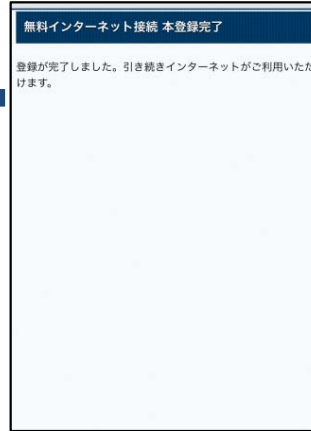 無料インターネット接続 本登録完了
登録が完了しました。引き続きインターネットがご利用いただ
けます。